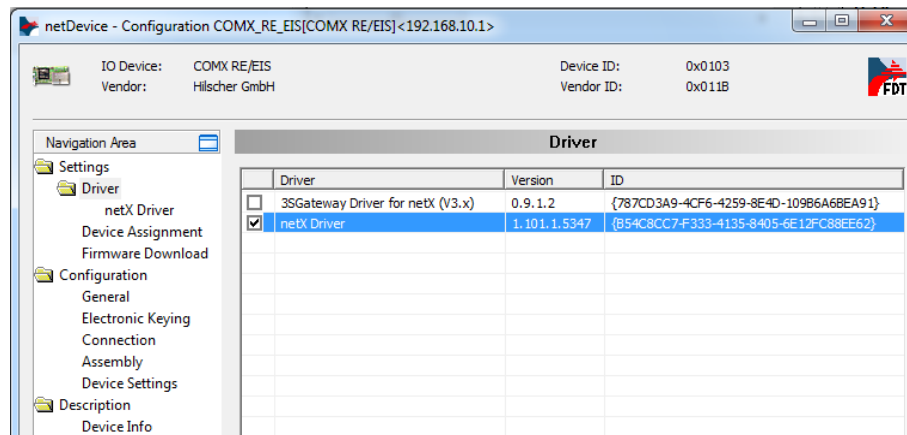 netDevice - Configuration COMX_RE_EIS[COMX RE/EIS]<192.168.10.1>
IO Device: COMX RE/EIS Device ID: 0x0103
Vendor: Hilscher GmbH Vendor ID: 0x011B
FDT
Navigation Area
Driver
Settings
Driver
netX Driver
Device Assignment
Firmware Download
Configuration
General
Electronic Keying
Connection
Assembly
Device Settings
Description
Device Info
Driver Version ID
3SGateway Driver for netX (V3.x) 0.9.1.2 {787CD3A9-4CF6-4259-8E4D-109B6A6BEA91}
netX Driver 1.101.1.5347 {B54C8CC7-F333-4135-8405-6E12FC88EE62}